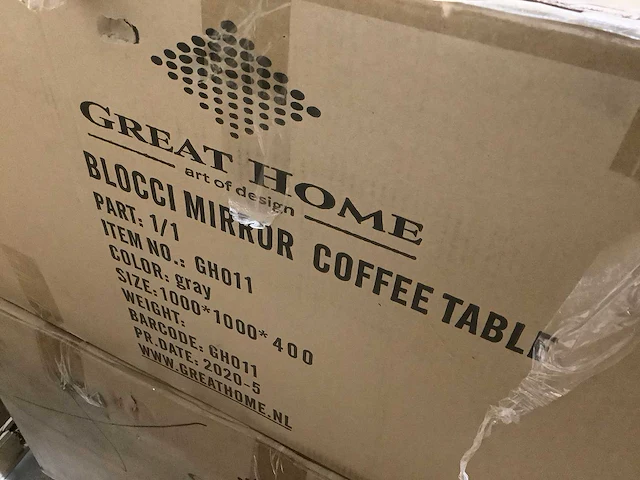 GREAT HOME
art of design
BLOCCI MIRROR COFFEE TABLE
PART: 1/1
ITEM NO.: GH011
COLOR: gray
SIZE:1000*1000*400
WEIGHT:
BARCODE: GH011
PR.DATE: 2020-5
WWW.GREATHOME.NL